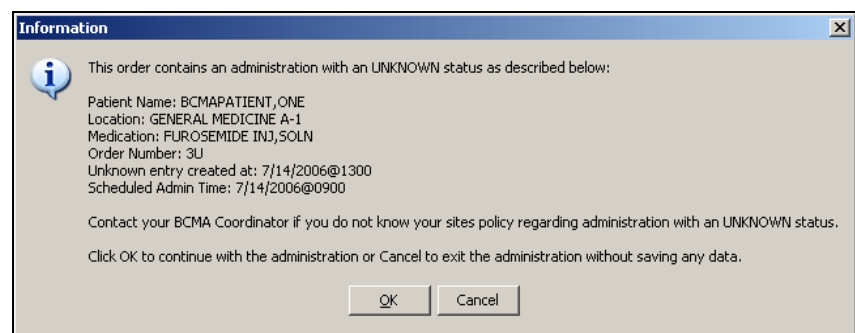 Information
This order contains an administration with an UNKNOWN status as described below:
Patient Name: BCMAPATIENT,ONE
Location: GENERAL MEDICINE A-1
Medication: FUROSEMIDE INJ,SOLN
Order Number: 3U
Unknown entry created at: 7/14/2006@1300
Scheduled Admin Time: 7/14/2006@0900
Contact your BCMA Coordinator if you do not know your sites policy regarding administration with an UNKNOWN status.
Click OK to continue with the administration or Cancel to exit the administration without saving any data.
OK Cancel